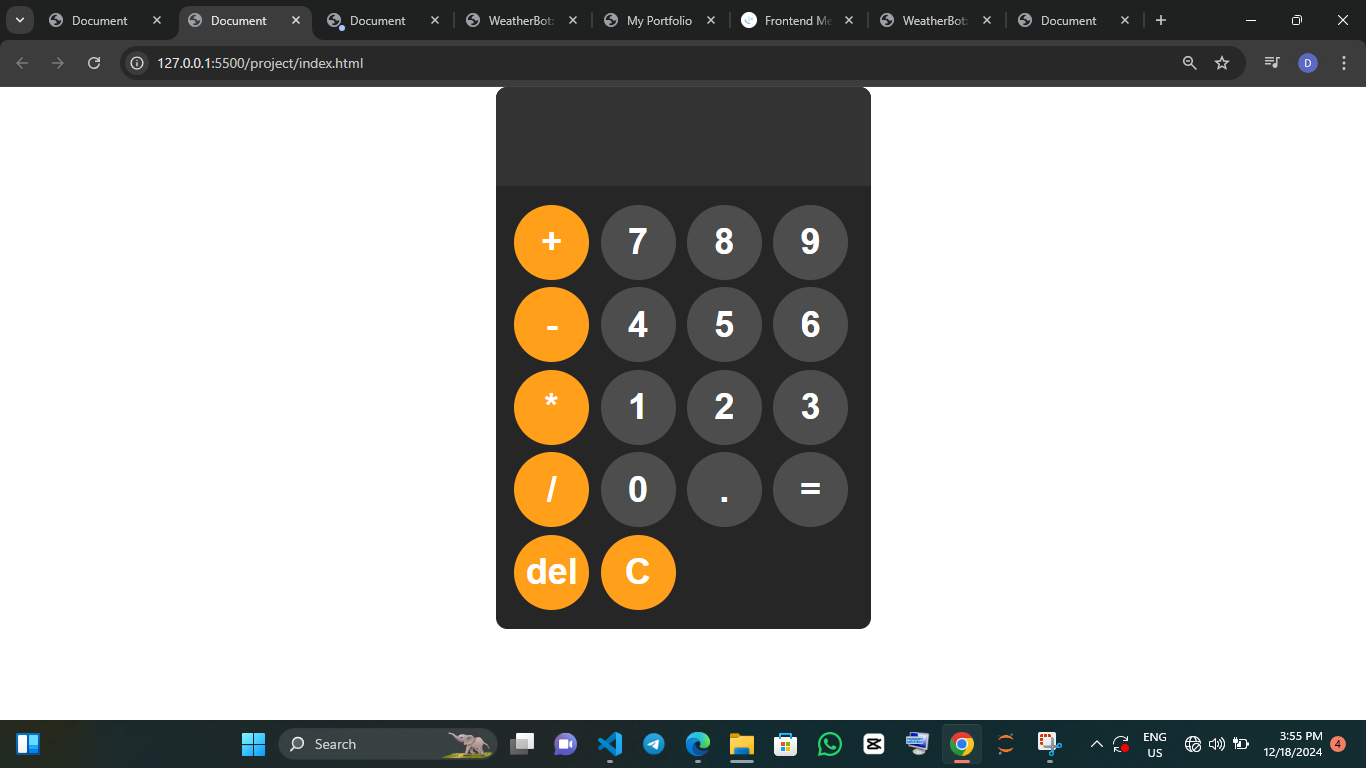 Document
Document
Document
WeatherBot:
My Portfolio
Frontend Me
WeatherBot:
Document
127.0.0.1:5500/project/index.html
D
+ 7 8 9
- 4 5 6
* 1 2 3
/ 0 . =
del C
Search
ENG
US
3:55 PM
12/18/2024
4